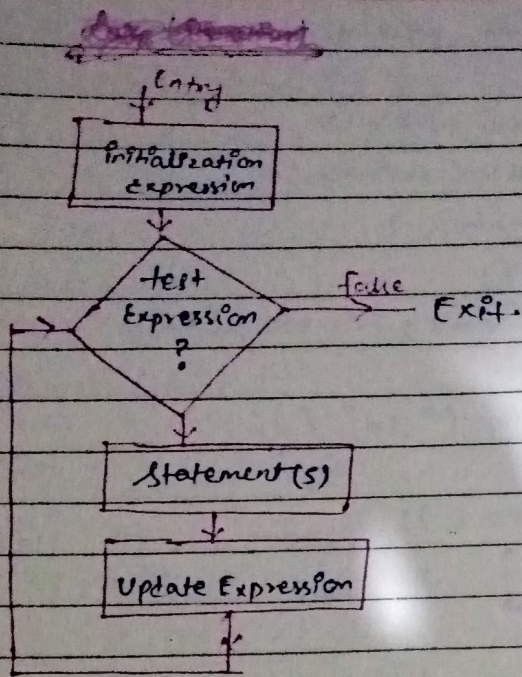 Entry
initialization
Expression
test
Expression
?
false
Exit.
Statement(s)
Update Expression